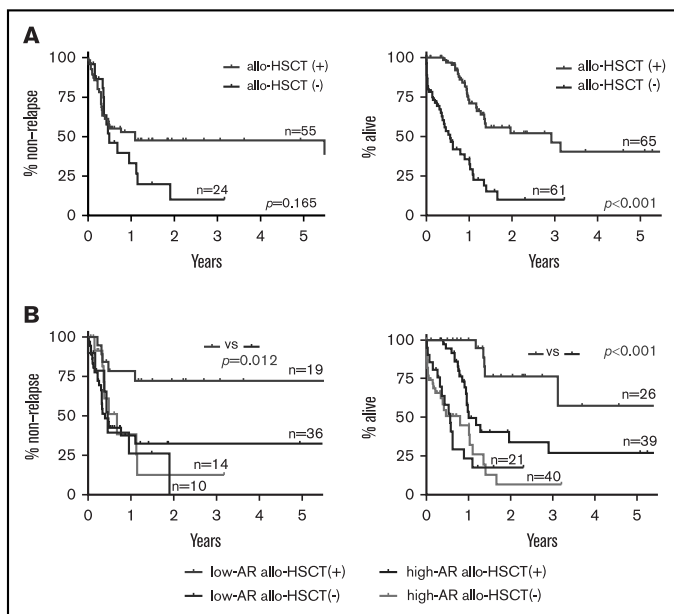 A
% non-relapse
100
75
50
25
0
allo-HSCT (+)
allo-HSCT (-)
n=55
n=24
p=0.165
0 1 2 3 4 5
Years
% alive
100
75
50
25
0
allo-HSCT (+)
allo-HSCT (-)
n=65
n=61
p<0.001
0 1 2 3 4 5
Years
B
% non-relapse
100
75
50
25
0
vs
p=0.012
n=19
n=36
n=14
n=10
0 1 2 3 4 5
Years
% alive
100
75
50
25
0
vs
p<0.001
n=26
n=39
n=21
n=40
0 1 2 3 4 5
Years
low-AR allo-HSCT(+) high-AR allo-HSCT(+)
low-AR allo-HSCT(-) high-AR allo-HSCT(-)